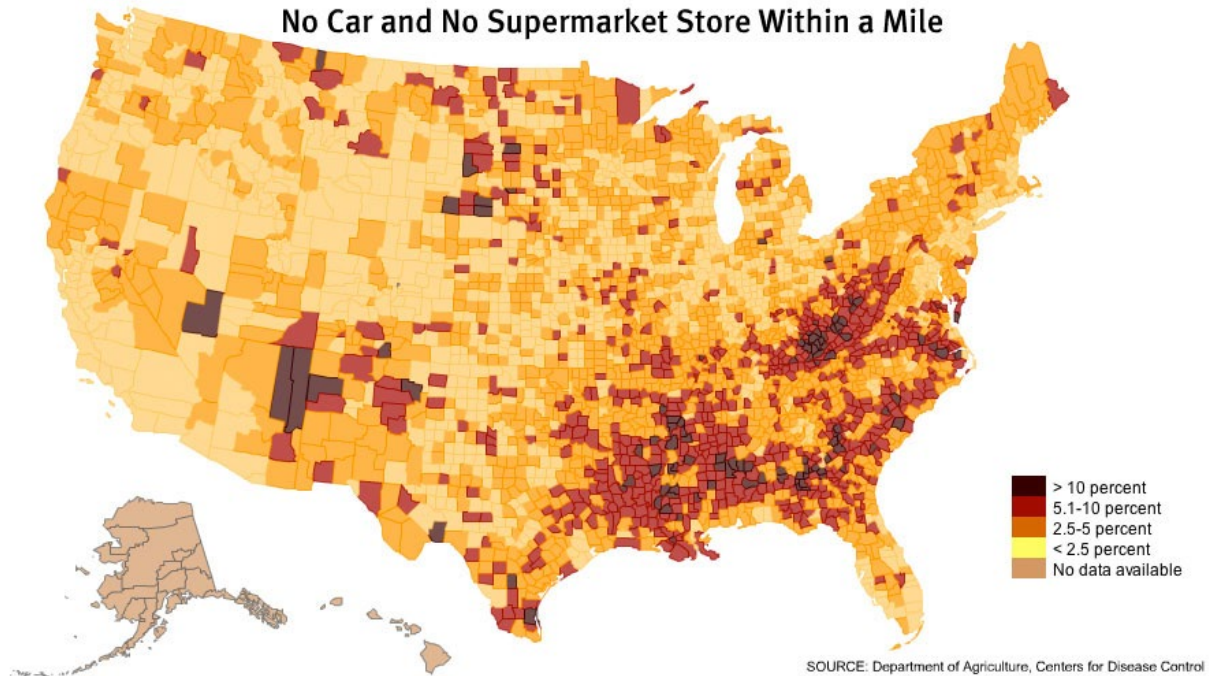 No Car and No Supermarket Store Within a Mile
> 10 percent
5.1-10 percent
2.5-5 percent
< 2.5 percent
No data available
SOURCE: Department of Agriculture, Centers for Disease Control